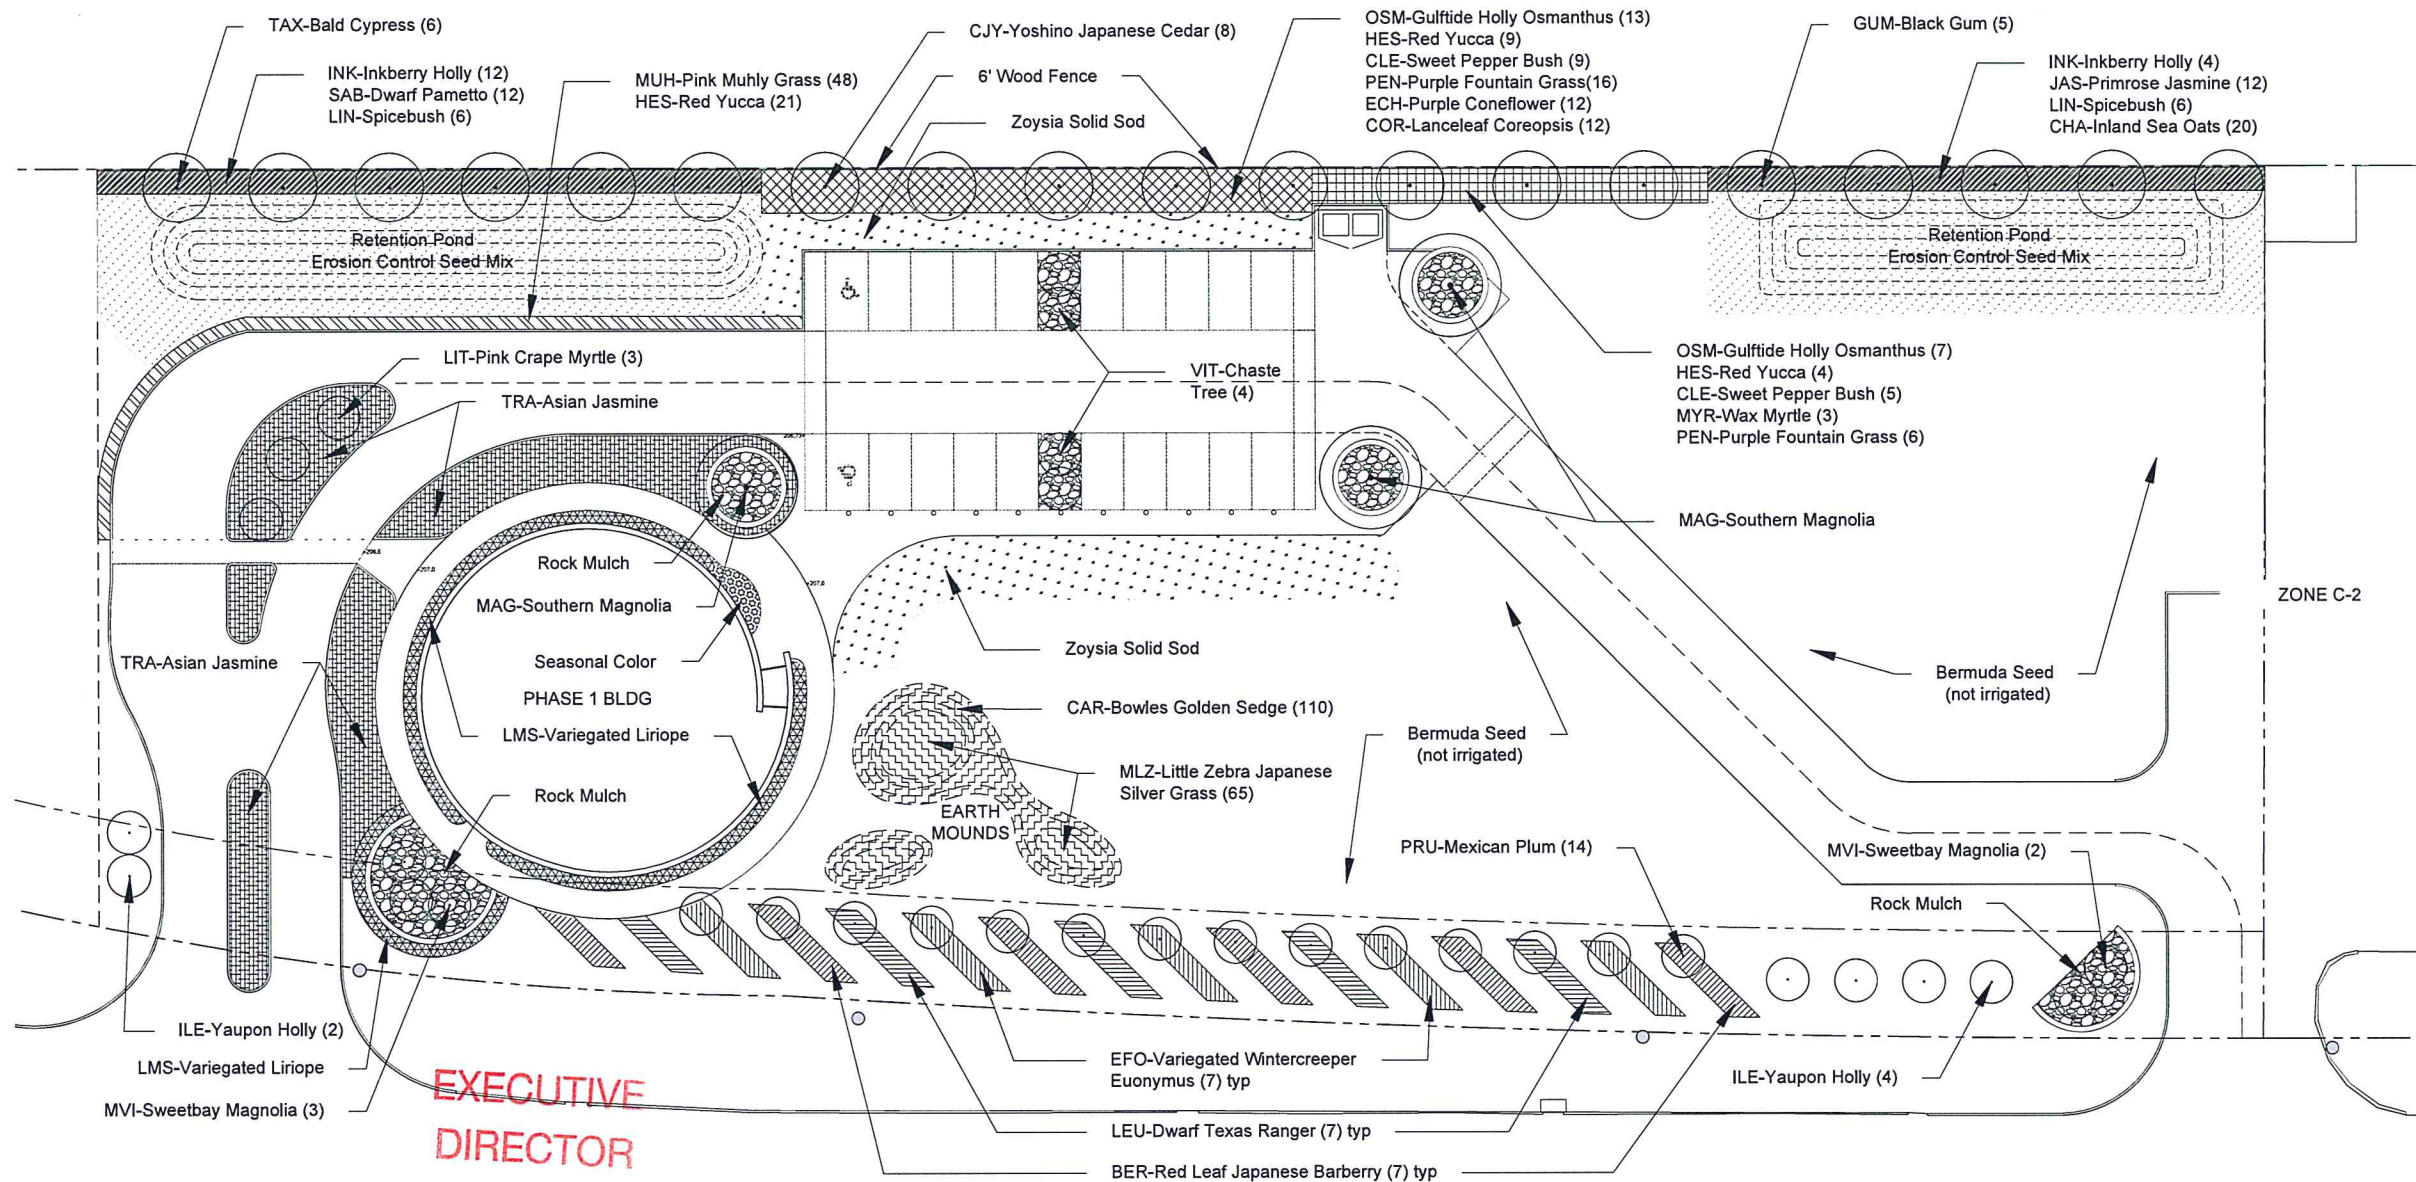 TAX-Bald Cypress (6)
INK-Inkberry Holly (12)
SAB-Dwarf Pametto (12)
LIN-Spicebush (6)
MUH-Pink Muhly Grass (48)
HES-Red Yucca (21)
CJY-Yoshino Japanese Cedar (8)
6' Wood Fence
Zoysia Solid Sod
OSM-Gulftide Holly Osmanthus (13)
HES-Red Yucca (9)
CLE-Sweet Pepper Bush (9)
PEN-Purple Fountain Grass(16)
ECH-Purple Coneflower (12)
COR-Lanceleaf Coreopsis (12)
GUM-Black Gum (5)
INK-Inkberry Holly (4)
JAS-Primrose Jasmine (12)
LIN-Spicebush (6)
CHA-Inland Sea Oats (20)
Retention Pond
Erosion Control Seed Mix
Retention Pond
Erosion Control Seed Mix
LIT-Pink Crape Myrtle (3)
TRA-Asian Jasmine
VIT-Chaste
Tree (4)
OSM-Gulftide Holly Osmanthus (7)
HES-Red Yucca (4)
CLE-Sweet Pepper Bush (5)
MYR-Wax Myrtle (3)
PEN-Purple Fountain Grass (6)
MAG-Southern Magnolia
Rock Mulch
MAG-Southern Magnolia
Seasonal Color
PHASE 1 BLDG
LMS-Variegated Liriope
Rock Mulch
TRA-Asian Jasmine
+207.0
Zoysia Solid Sod
CAR-Bowles Golden Sedge (110)
MLZ-Little Zebra Japanese
Silver Grass (65)
EARTH
MOUNDS
Bermuda Seed
(not irrigated)
Bermuda Seed
(not irrigated)
ZONE C-2
PRU-Mexican Plum (14)
MVI-Sweetbay Magnolia (2)
Rock Mulch
ILE-Yaupon Holly (2)
LMS-Variegated Liriope
MVI-Sweetbay Magnolia (3)
EXECUTIVE
DIRECTOR
EFO-Variegated Wintercreeper
Euonymus (7) typ
LEU-Dwarf Texas Ranger (7) typ
BER-Red Leaf Japanese Barberry (7) typ
ILE-Yaupon Holly (4)